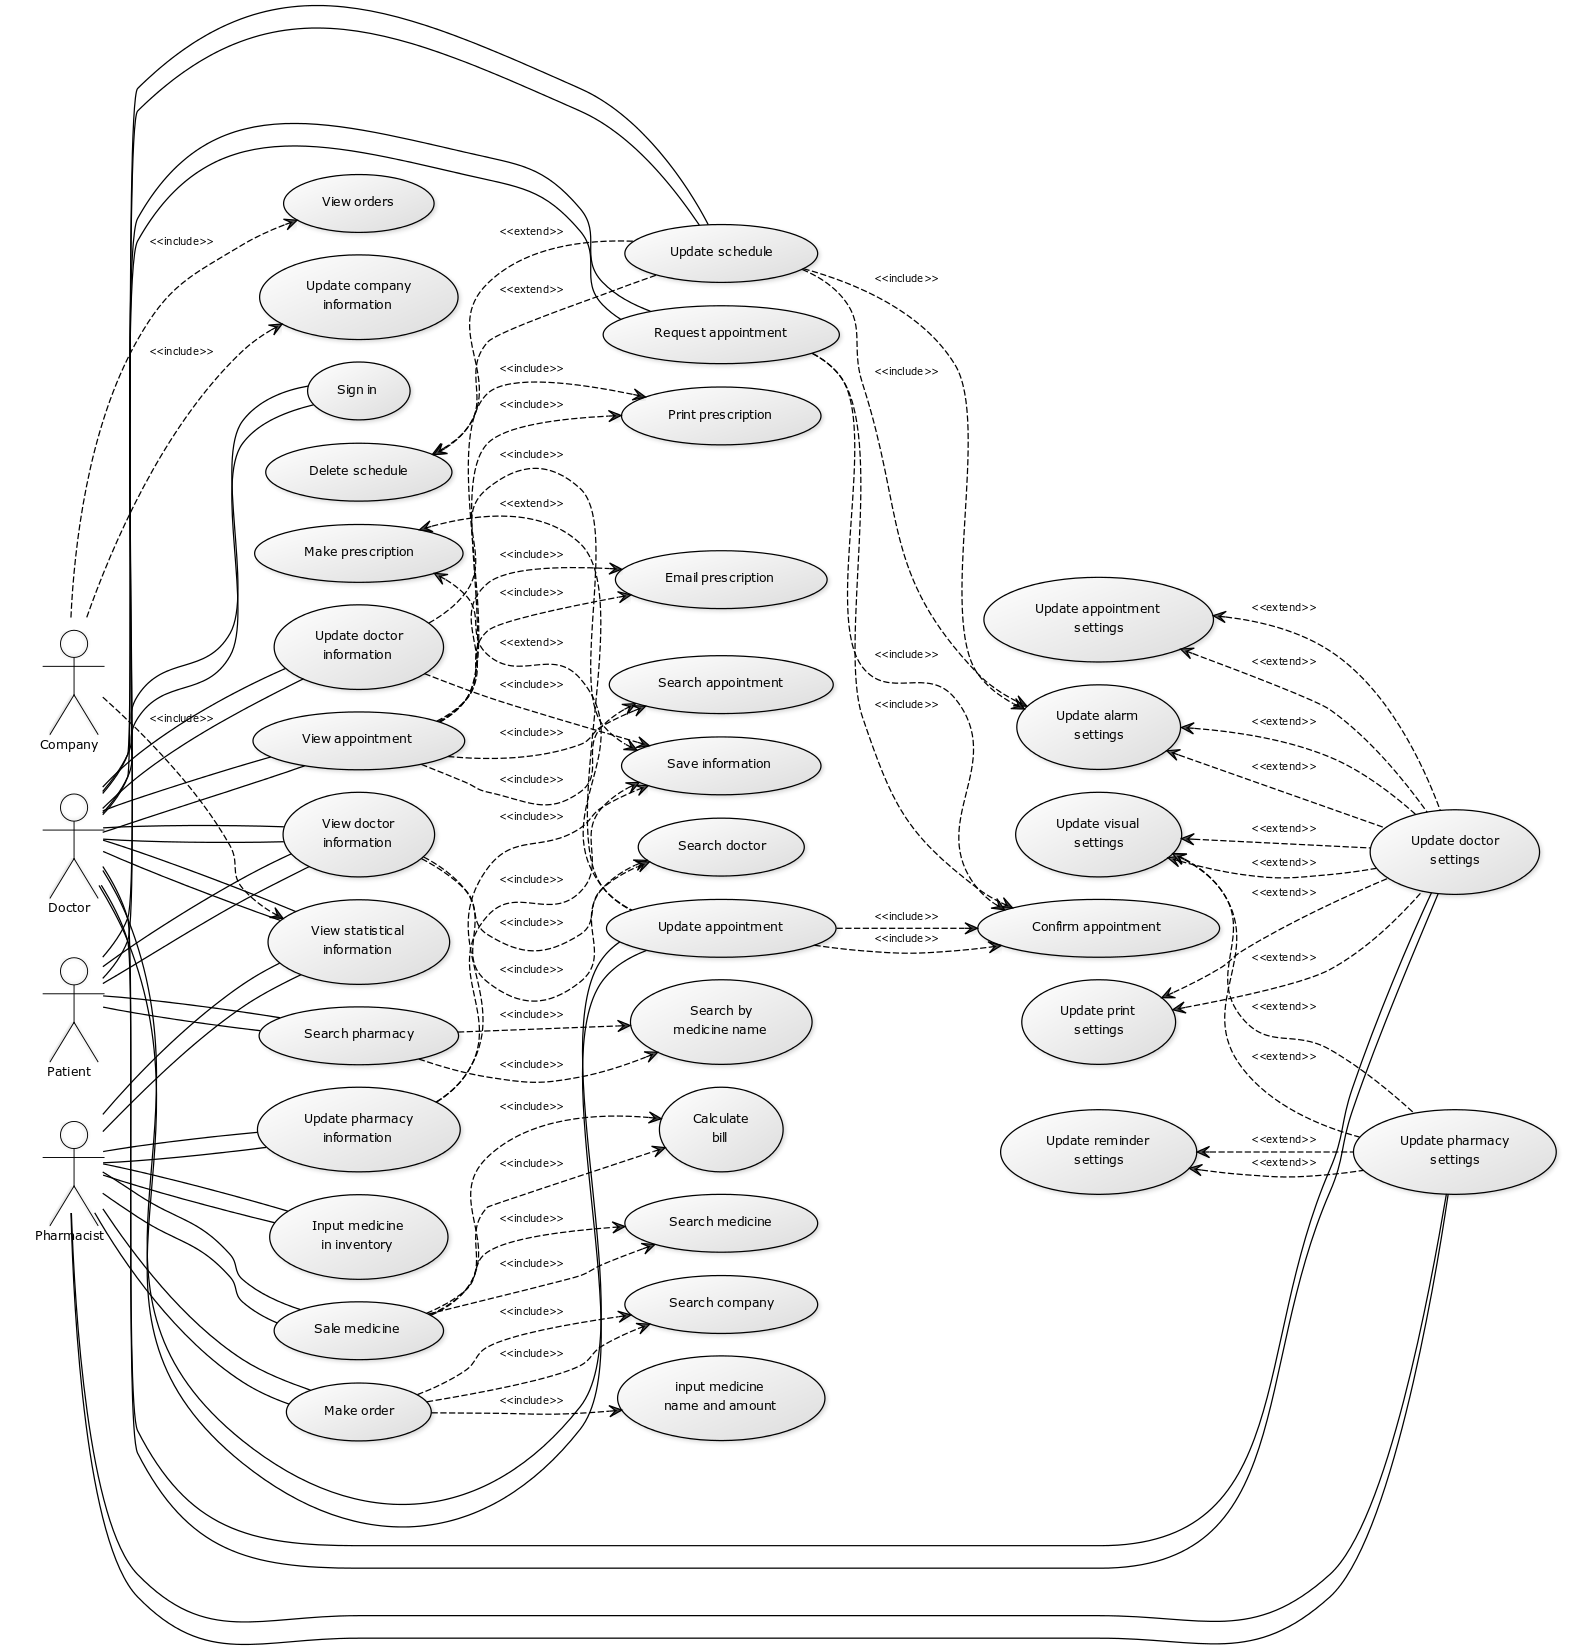 View orders
<<extend>>
<<include>>
Update schedule
<<include>>
Update company
information
<<extend>>
Request appointment
<<include>>
<<include>>
<<include>>
Sign in
<<include>>
Print prescription
Delete schedule
<<include>>
<<extend>>
Make prescription
<<include>>
Email prescription
<<include>>
Update appointment
settings
<<extend>>
Update doctor
information
<<extend>>
<<include>>
<<extend>>
Search appointment
<<include>>
<<include>>
<<include>>
Update alarm
settings
<<extend>>
Company
View appointment
<<include>>
Save information
<<extend>>
<<include>>
<<include>>
View doctor
information
Update visual
settings
<<extend>>
Search doctor
Update doctor
settings
<<extend>>
<<include>>
<<extend>>
Doctor
View statistical
information
<<include>>
Update appointment
<<include>>
<<include>>
Confirm appointment
<<extend>>
<<include>>
Search by
medicine name
<<include>>
Update print
settings
<<extend>>
Search pharmacy
<<include>>
<<extend>>
Patient
Update pharmacy
information
<<include>>
Calculate
bill
Update reminder
settings
<<extend>>
<<extend>>
Update pharmacy
settings
<<include>>
Pharmacist
Input medicine
in inventory
<<include>>
Search medicine
<<include>>
Search company
<<include>>
Sale medicine
<<include>>
Make order
<<include>>
input medicine
name and amount